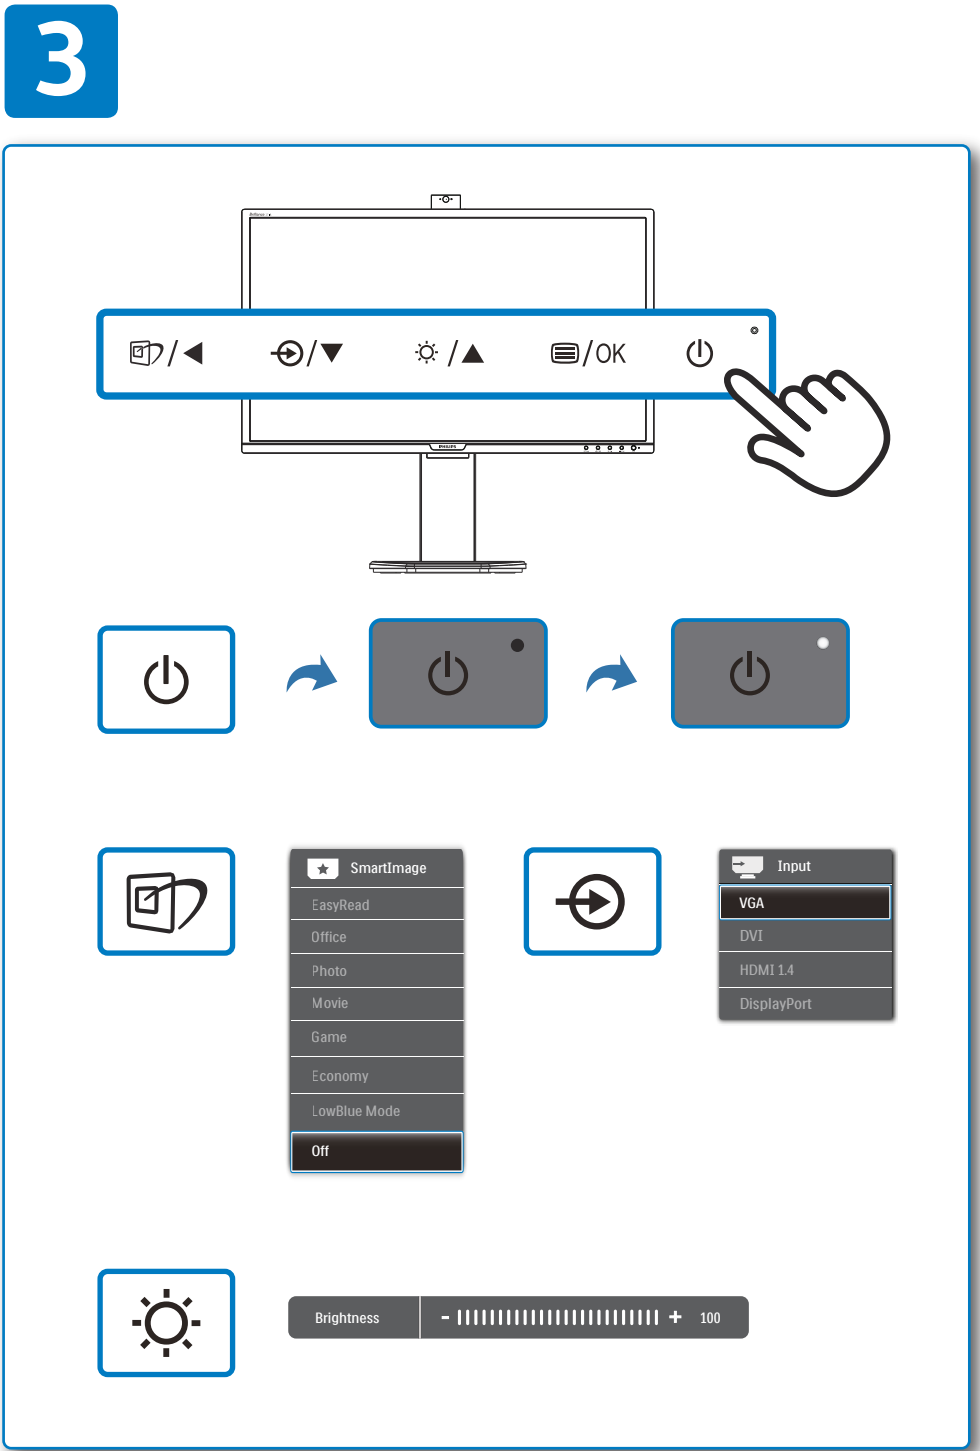 3
/OK
PHILIPS
SmartImage
EasyRead
Office
Photo
Movie
Game
Economy
LowBlue Mode
Off
Input
VGA
DVI
HDMI 1.4
DisplayPort
Brightness - + 100